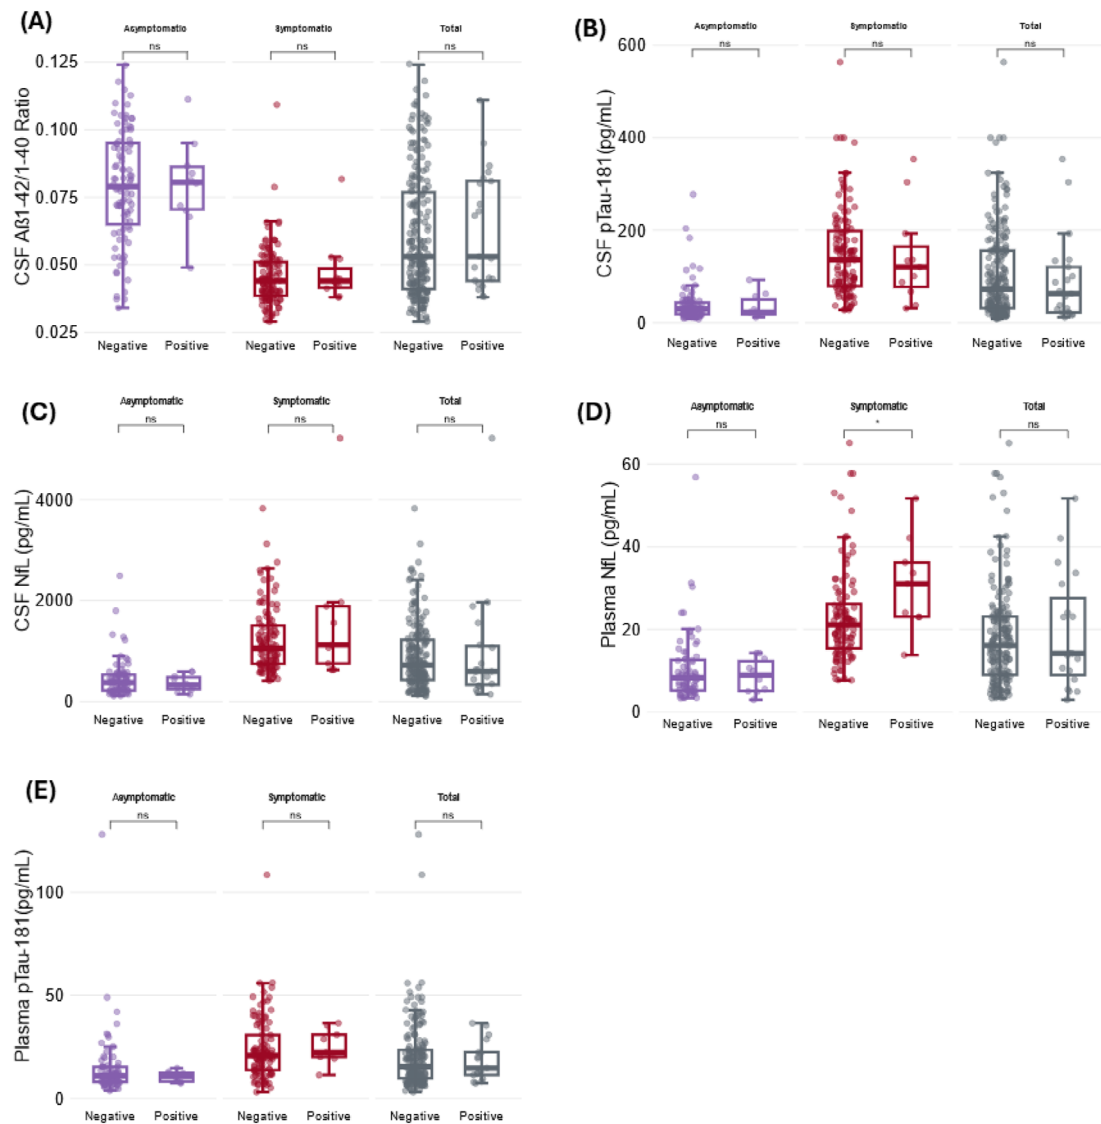 (A)
Asymptomatic Symptomatic Total
ns ns ns
0.125
0.100
0.075
0.050
0.025
CSF Aß1-42/1-40 Ratio
Negative Positive Negative Positive Negative Positive
(B)
Asymptomatic Symptomatic Total
ns ns ns
600
400
200
0
CSF pTau-181(pg/mL)
Negative Positive Negative Positive Negative Positive
(C)
Asymptomatic Symptomatic Total
ns ns ns
4000
2000
0
CSF NfL (pg/mL)
Negative Positive Negative Positive Negative Positive
(D)
Asymptomatic Symptomatic Total
ns * ns
60
40
20
0
Plasma NfL (pg/mL)
Negative Positive Negative Positive Negative Positive
(E)
Asymptomatic Symptomatic Total
ns ns ns
100
50
0
Plasma pTau-181(pg/mL)
Negative Positive Negative Positive Negative Positive